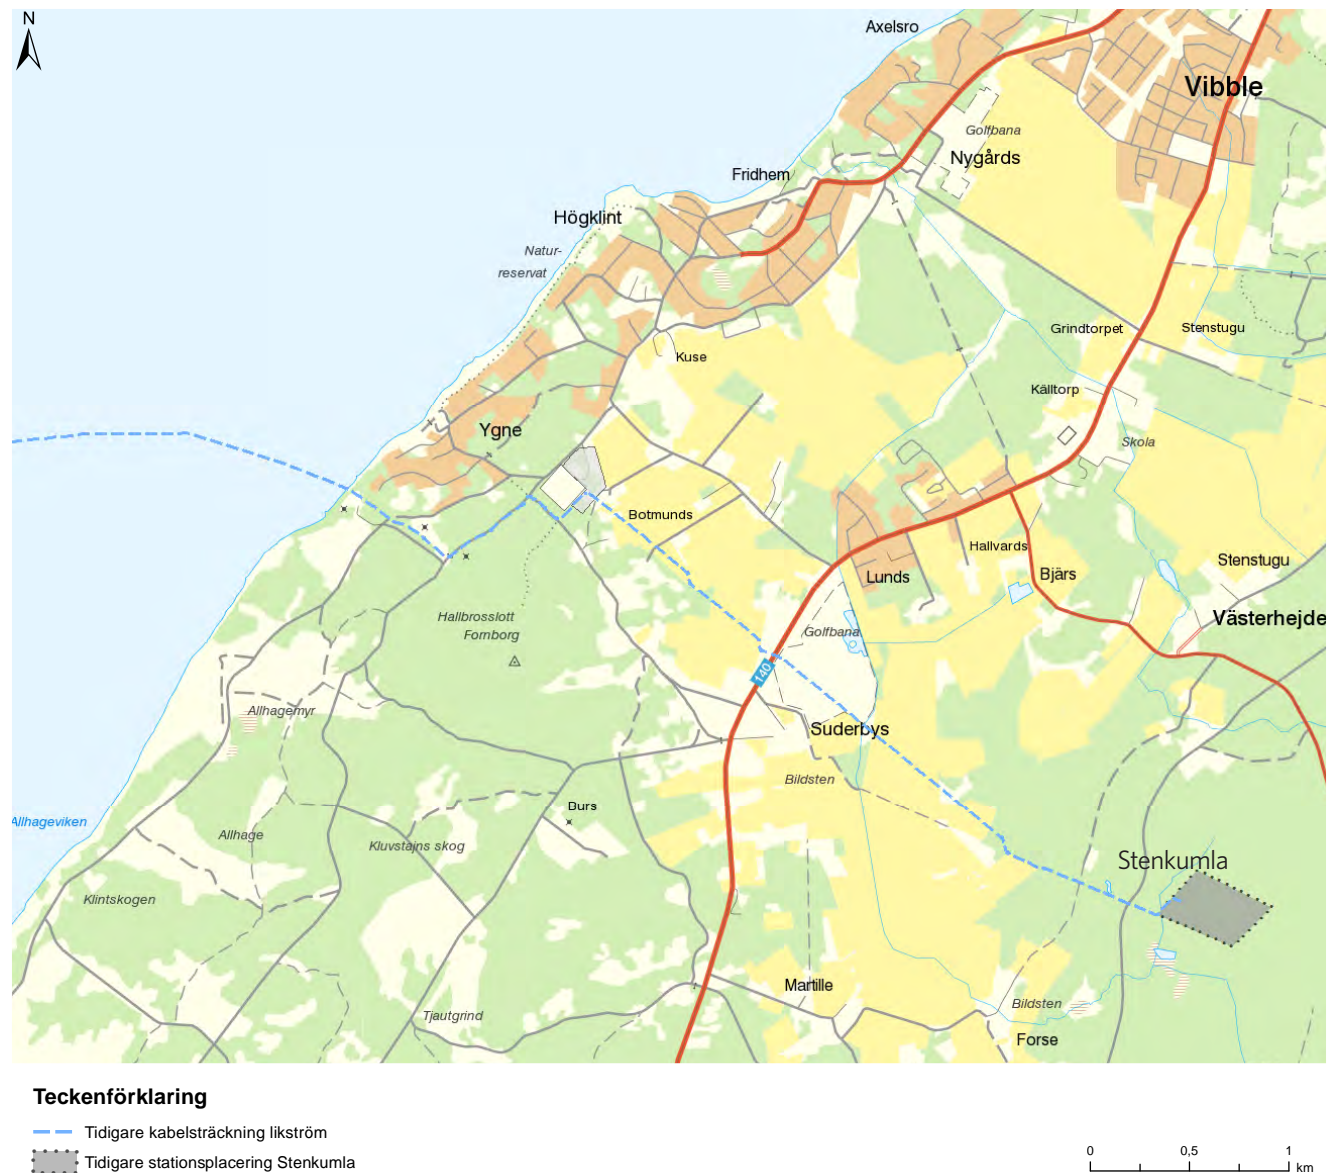 N
Axelsro
Vibble
Golfbana
Nygårds
Fridhem
Högklint
Natur-
reservat
Grindtorpet
Stenstugu
Kuse
Källtorp
Ygne
Skola
Botmunds
Hallvards
Stenstugu
Lunds
Bjärs
Hallbrosslott
Fornborg
Västerhejde
Golfbana
140
Allhagemyr
Suderbys
Bildsten
Durs
Allhageviken
Allhage
Kluvstajns skog
Stenkumla
Klintskogen
Martille
Tjautgrind
Bildsten
Forse
Teckenförklaring
Tidigare kabelsträckning likström
Tidigare stationsplacering Stenkumla
0 0,5 1
km